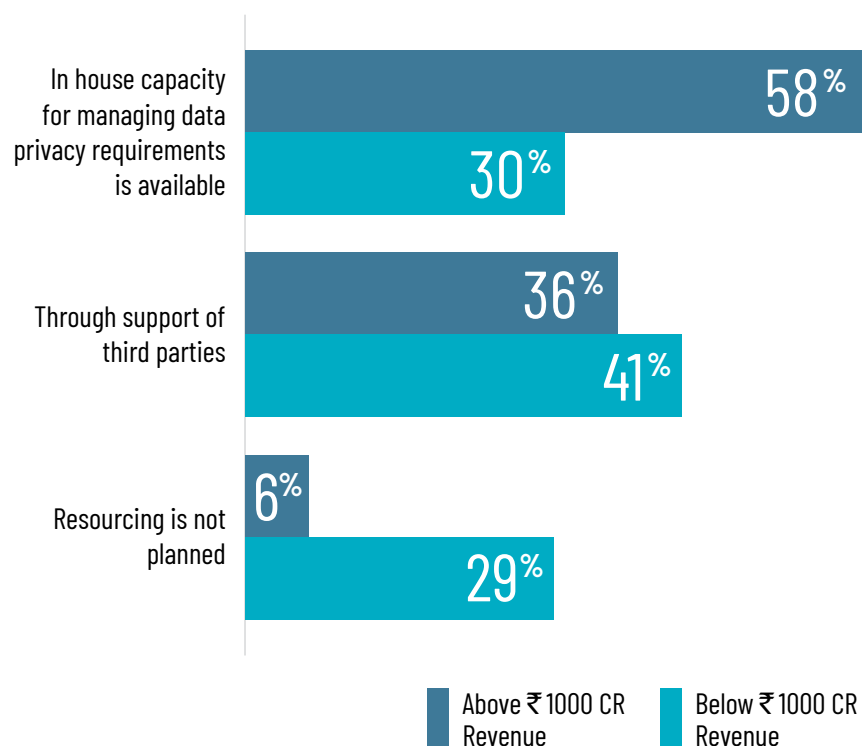 In house capacity
for managing data
privacy requirements
is available
58%
30%
Through support of
third parties
36%
41%
Resourcing is not
planned
6%
29%
Above ₹ 1000 CR
Revenue
Below ₹ 1000 CR
Revenue